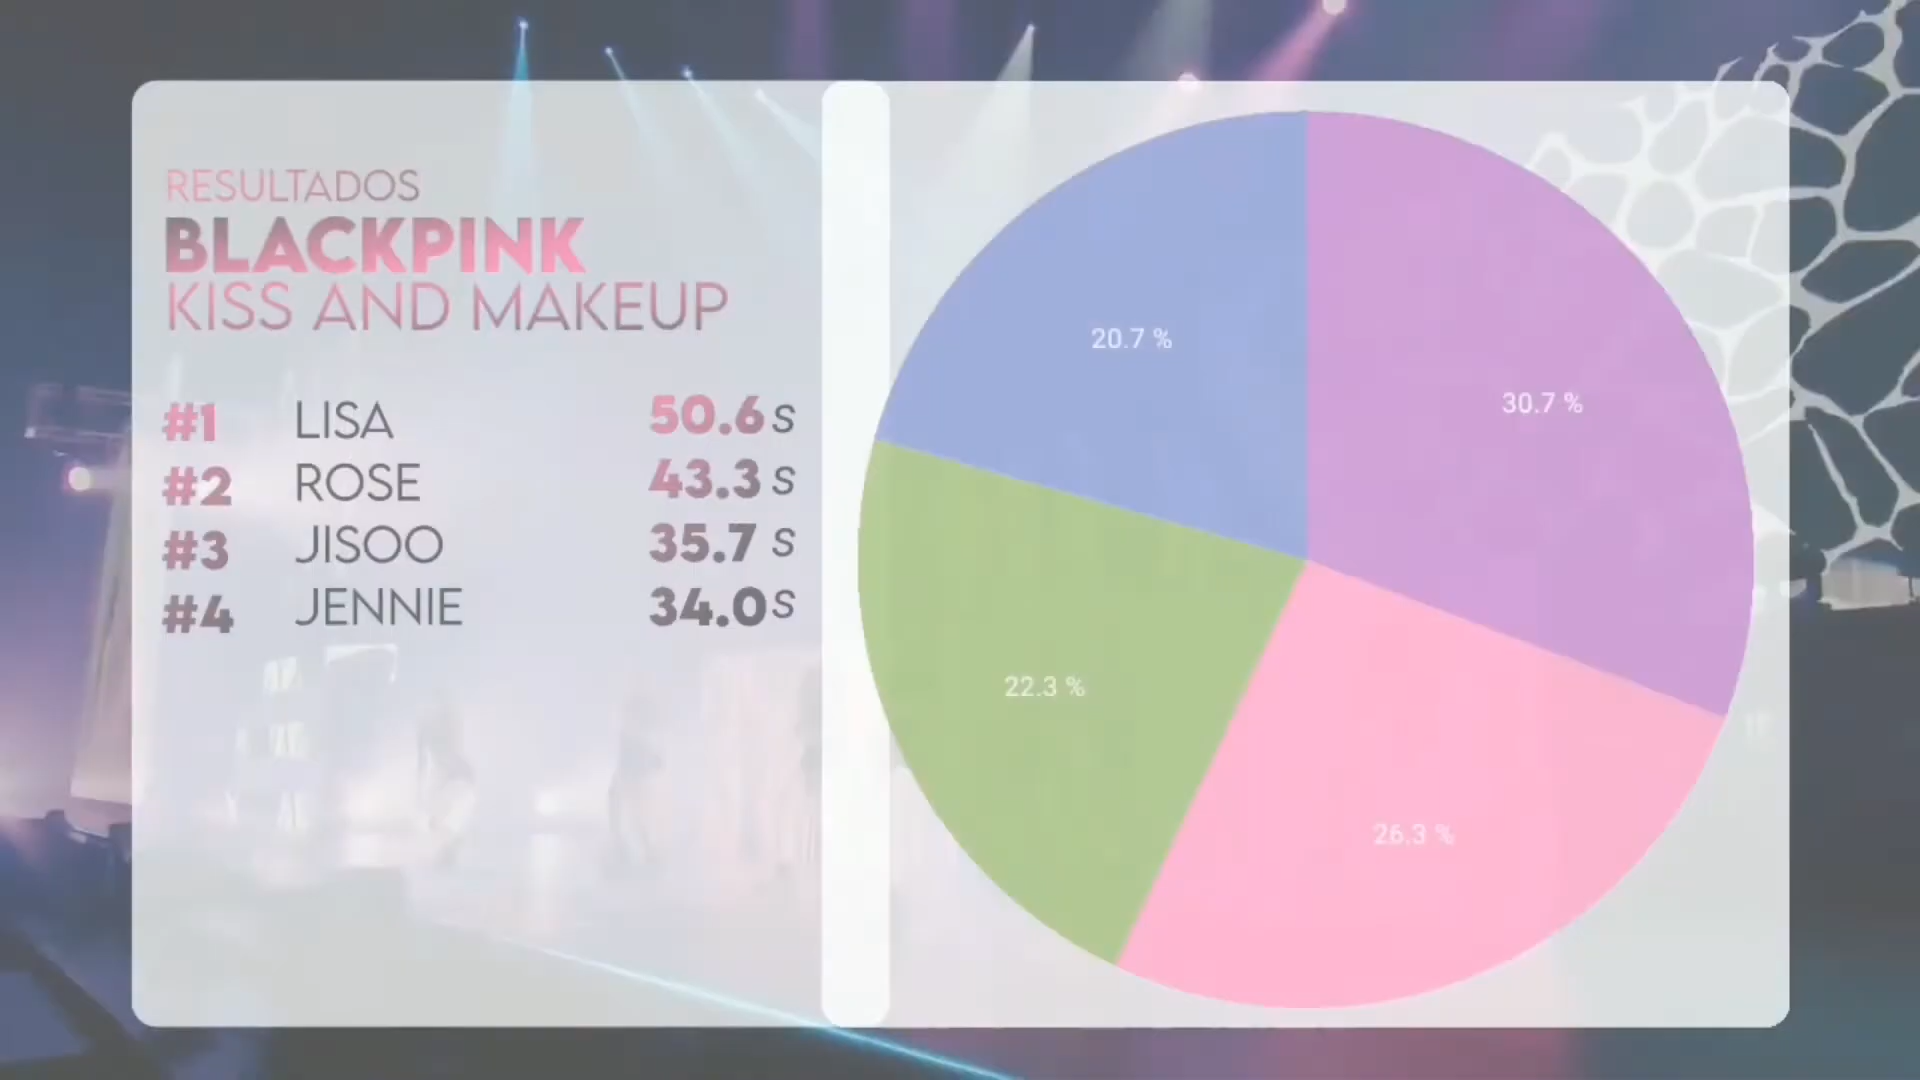 RESULTADOS
BLACKPINK
KISS AND MAKEUP
#1 LISA 50.6 s
#2 ROSE 43.3 s
#3 JISOO 35.7 s
#4 JENNIE 34.0 s
20.7 %
30.7 %
22.3 %
26.3 %